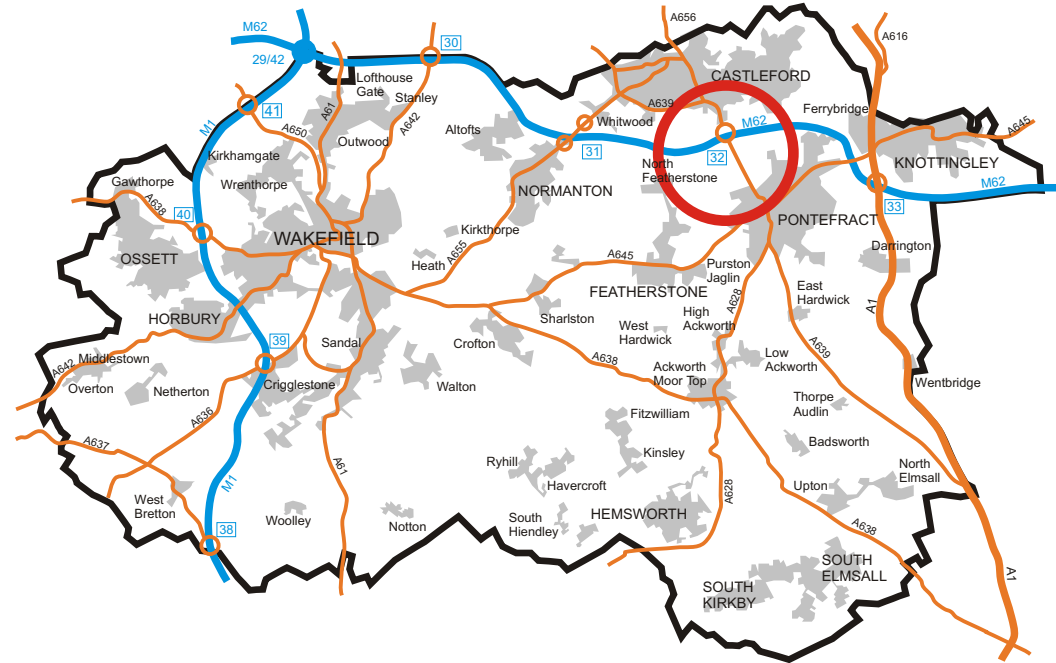 A656
M62
A616
30
29/42
CASTLEFORD
Lofthouse
Gate
Stanley
41
A61
A639
Ferrybridge
M1
A650
A642
Altofts
Whitwood
M62
A645
Outwood
31
32
KNOTTINGLEY
Kirkhamgate
North
Featherstone
Wrenthorpe
NORMANTON
M62
Gawthorpe
A638
33
40
PONTEFRACT
Kirkthorpe
WAKEFIELD
Darrington
OSSETT
A655
Heath
A645
Purston
Jaglin
FEATHERSTONE
East
Hardwick
A628
A1
HORBURY
Sharlston
High
Ackworth
West
Hardwick
39
Sandal
Crofton
A639
Middlestown
A642
A638
Low
Ackworth
Overton
Netherton
Crigglestone
Walton
Ackworth
Moor Top
Wentbridge
A636
Thorpe
Audlin
Fitzwilliam
A637
Badsworth
Kinsley
A61
Ryhill
North
Elmsall
M1
Havercroft
Upton
A628
West
Bretton
Woolley
Notton
South
Hiendley
HEMSWORTH
38
A638
SOUTH
ELMSALL
A1
SOUTH
KIRKBY